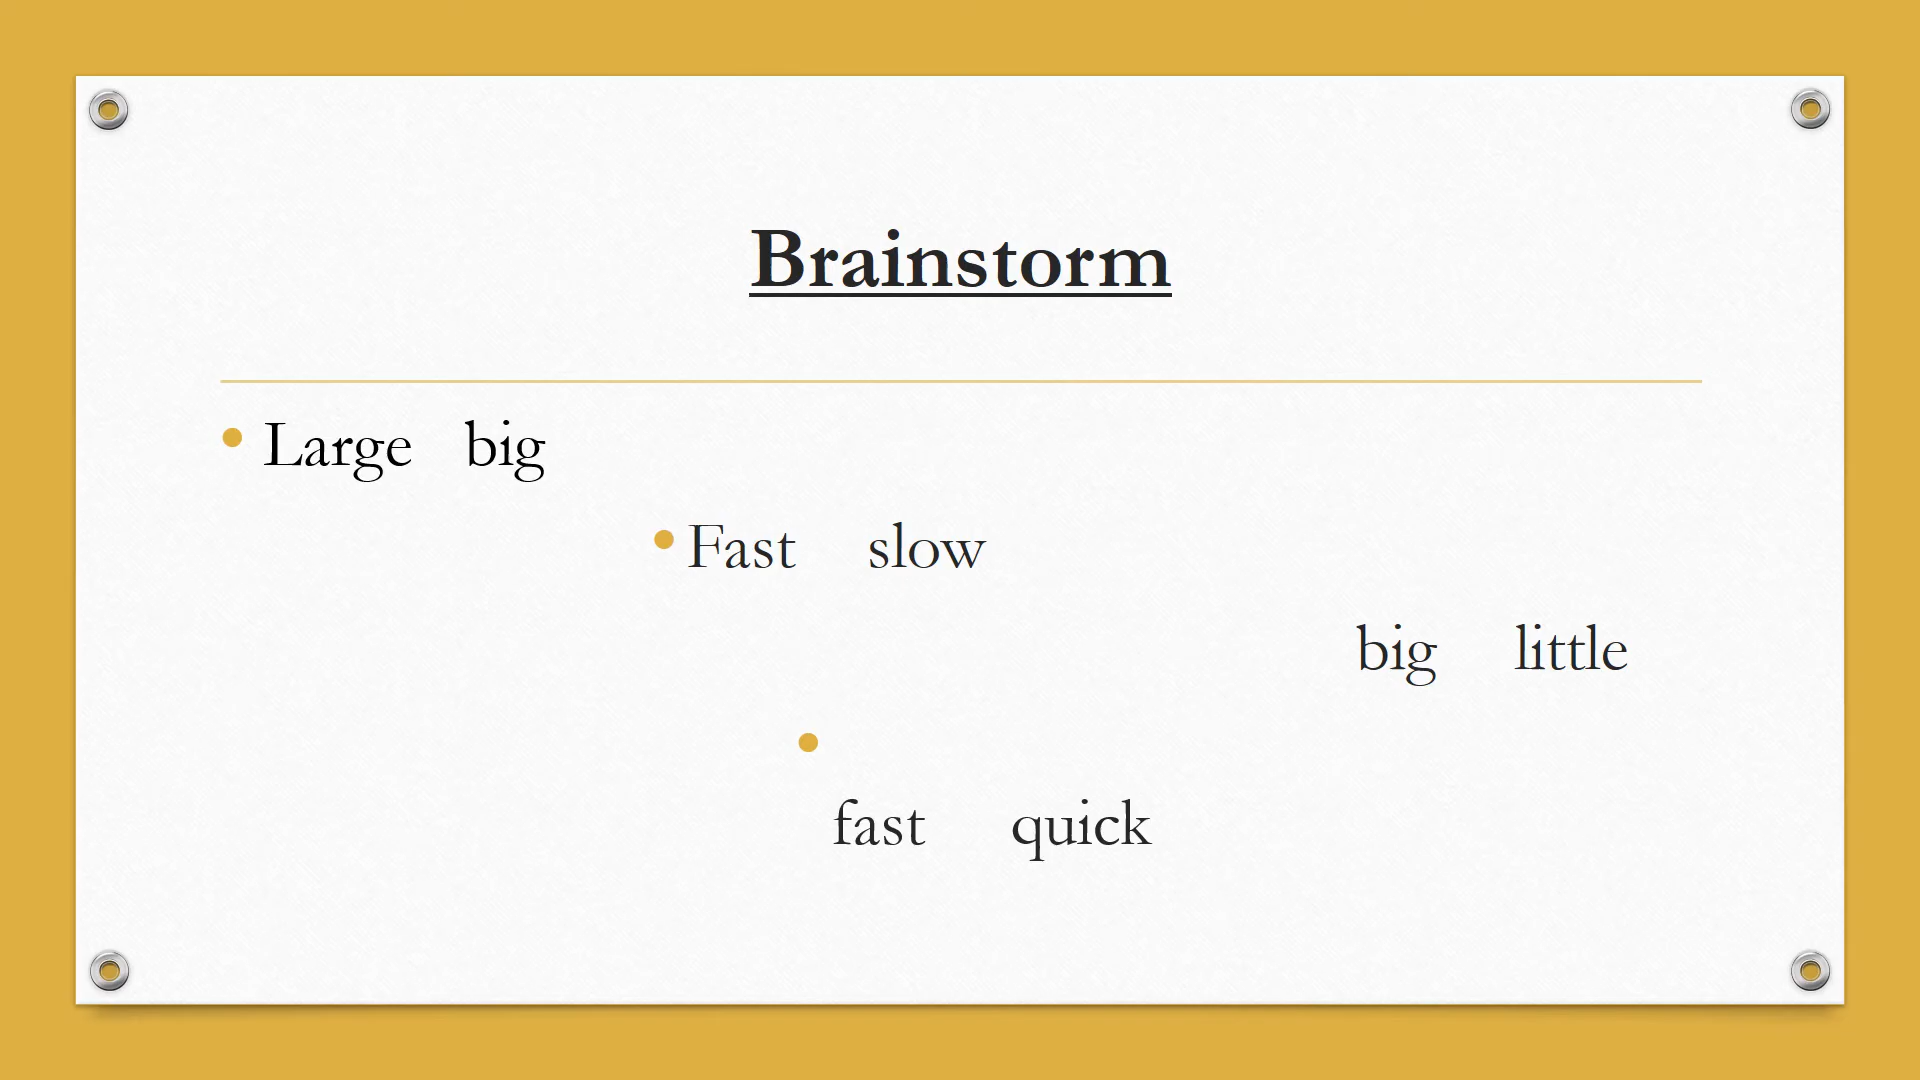 Brainstorm
• Large big
• Fast slow
big little
•
fast quick